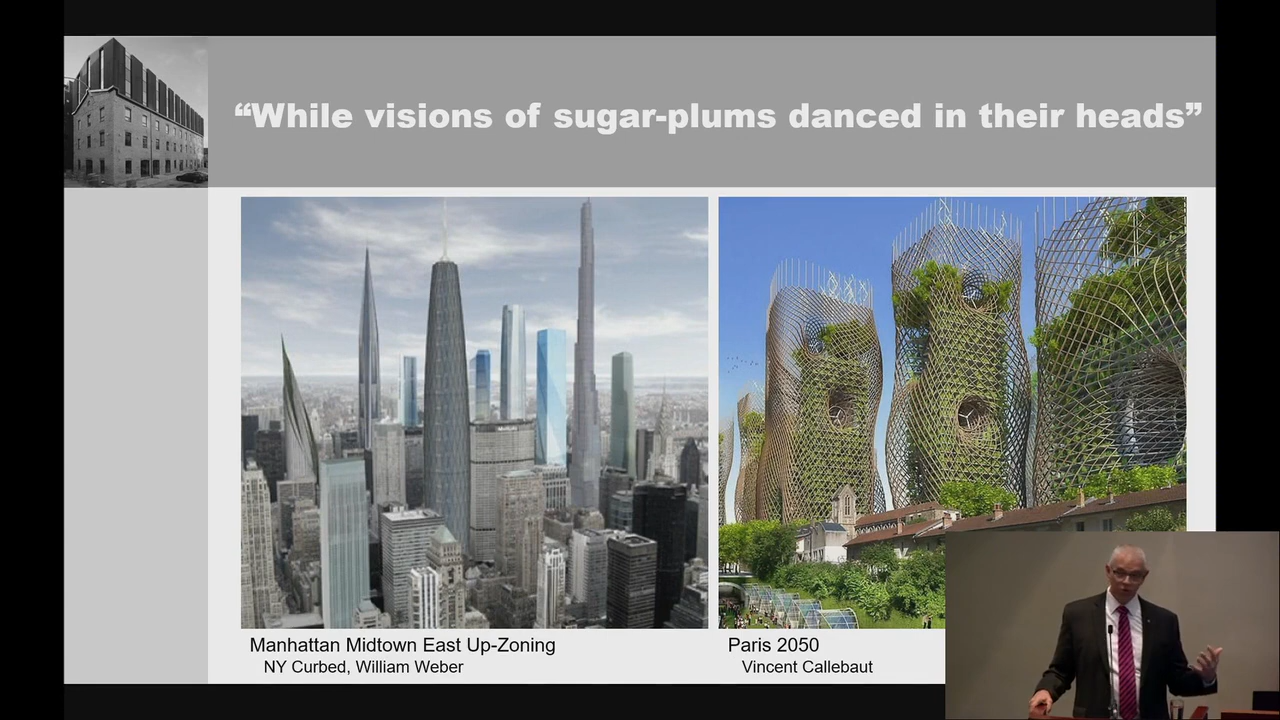 “While visions of sugar-plums danced in their heads”
Manhattan Midtown East Up-Zoning
NY Curbed, William Weber
Paris 2050
Vincent Callebaut